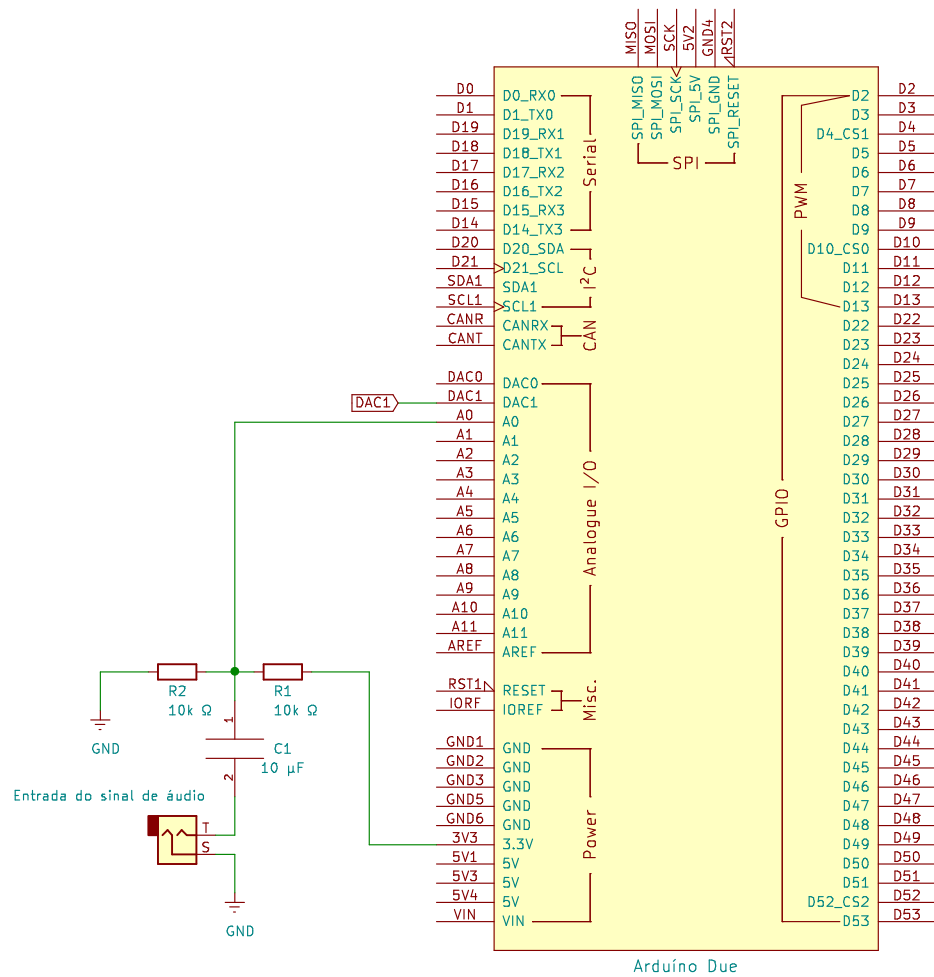 MISO MOSI SCK 5V2 GND4 RST2
SPI_MISO SPI_MOSI SPI_SCK SPI_5V SPI_GND SPI_RESET
SPI
D0 D0_RX0
D1 D1_TX0
D19 D19_RX1
D18 D18_TX1
D17 D17_RX2
D16 D16_TX2
D15 D15_RX3
D14 D14_TX3
Serial
D20 D20_SDA
D21 D21_SCL
SDA1 SDA1
SCL1 SCL1
I²C
CANR CANRX
CANT CANTX
CAN
DAC0 DAC0
DAC1 DAC1 DAC1
A0 A0
A1 A1
A2 A2
A3 A3
A4 A4
A5 A5
A6 A6
A7 A7
A8 A8
A9 A9
A10 A10
A11 A11
AREF AREF
Analogue I/O
RST1 RESET
IORF IOREF
Misc.
GND1 GND
GND2 GND
GND3 GND
GND5 GND
GND6 GND
3V3 3.3V
5V1 5V
5V3 5V
5V4 5V
VIN VIN
Power
D2 D2
D3 D3
D4_CS1 D4
D5 D5
D6 D6
D7 D7
D8 D8
D9 D9
D10_CS0 D10
D11 D11
D12 D12
D13 D13
PWM
D22 D22
D23 D23
D24 D24
D25 D25
D26 D26
D27 D27
D28 D28
D29 D29
D30 D30
D31 D31
D32 D32
D33 D33
D34 D34
D35 D35
D36 D36
D37 D37
D38 D38
D39 D39
D40 D40
D41 D41
D42 D42
D43 D43
D44 D44
D45 D45
D46 D46
D47 D47
D48 D48
D49 D49
D50 D50
D51 D51
D52_CS2 D52
D53 D53
GPIO
R2
10k Ω
R1
10k Ω
GND
1
C1
10 µF
2
Entrada do sinal de áudio
T
S
GND
Arduíno Due